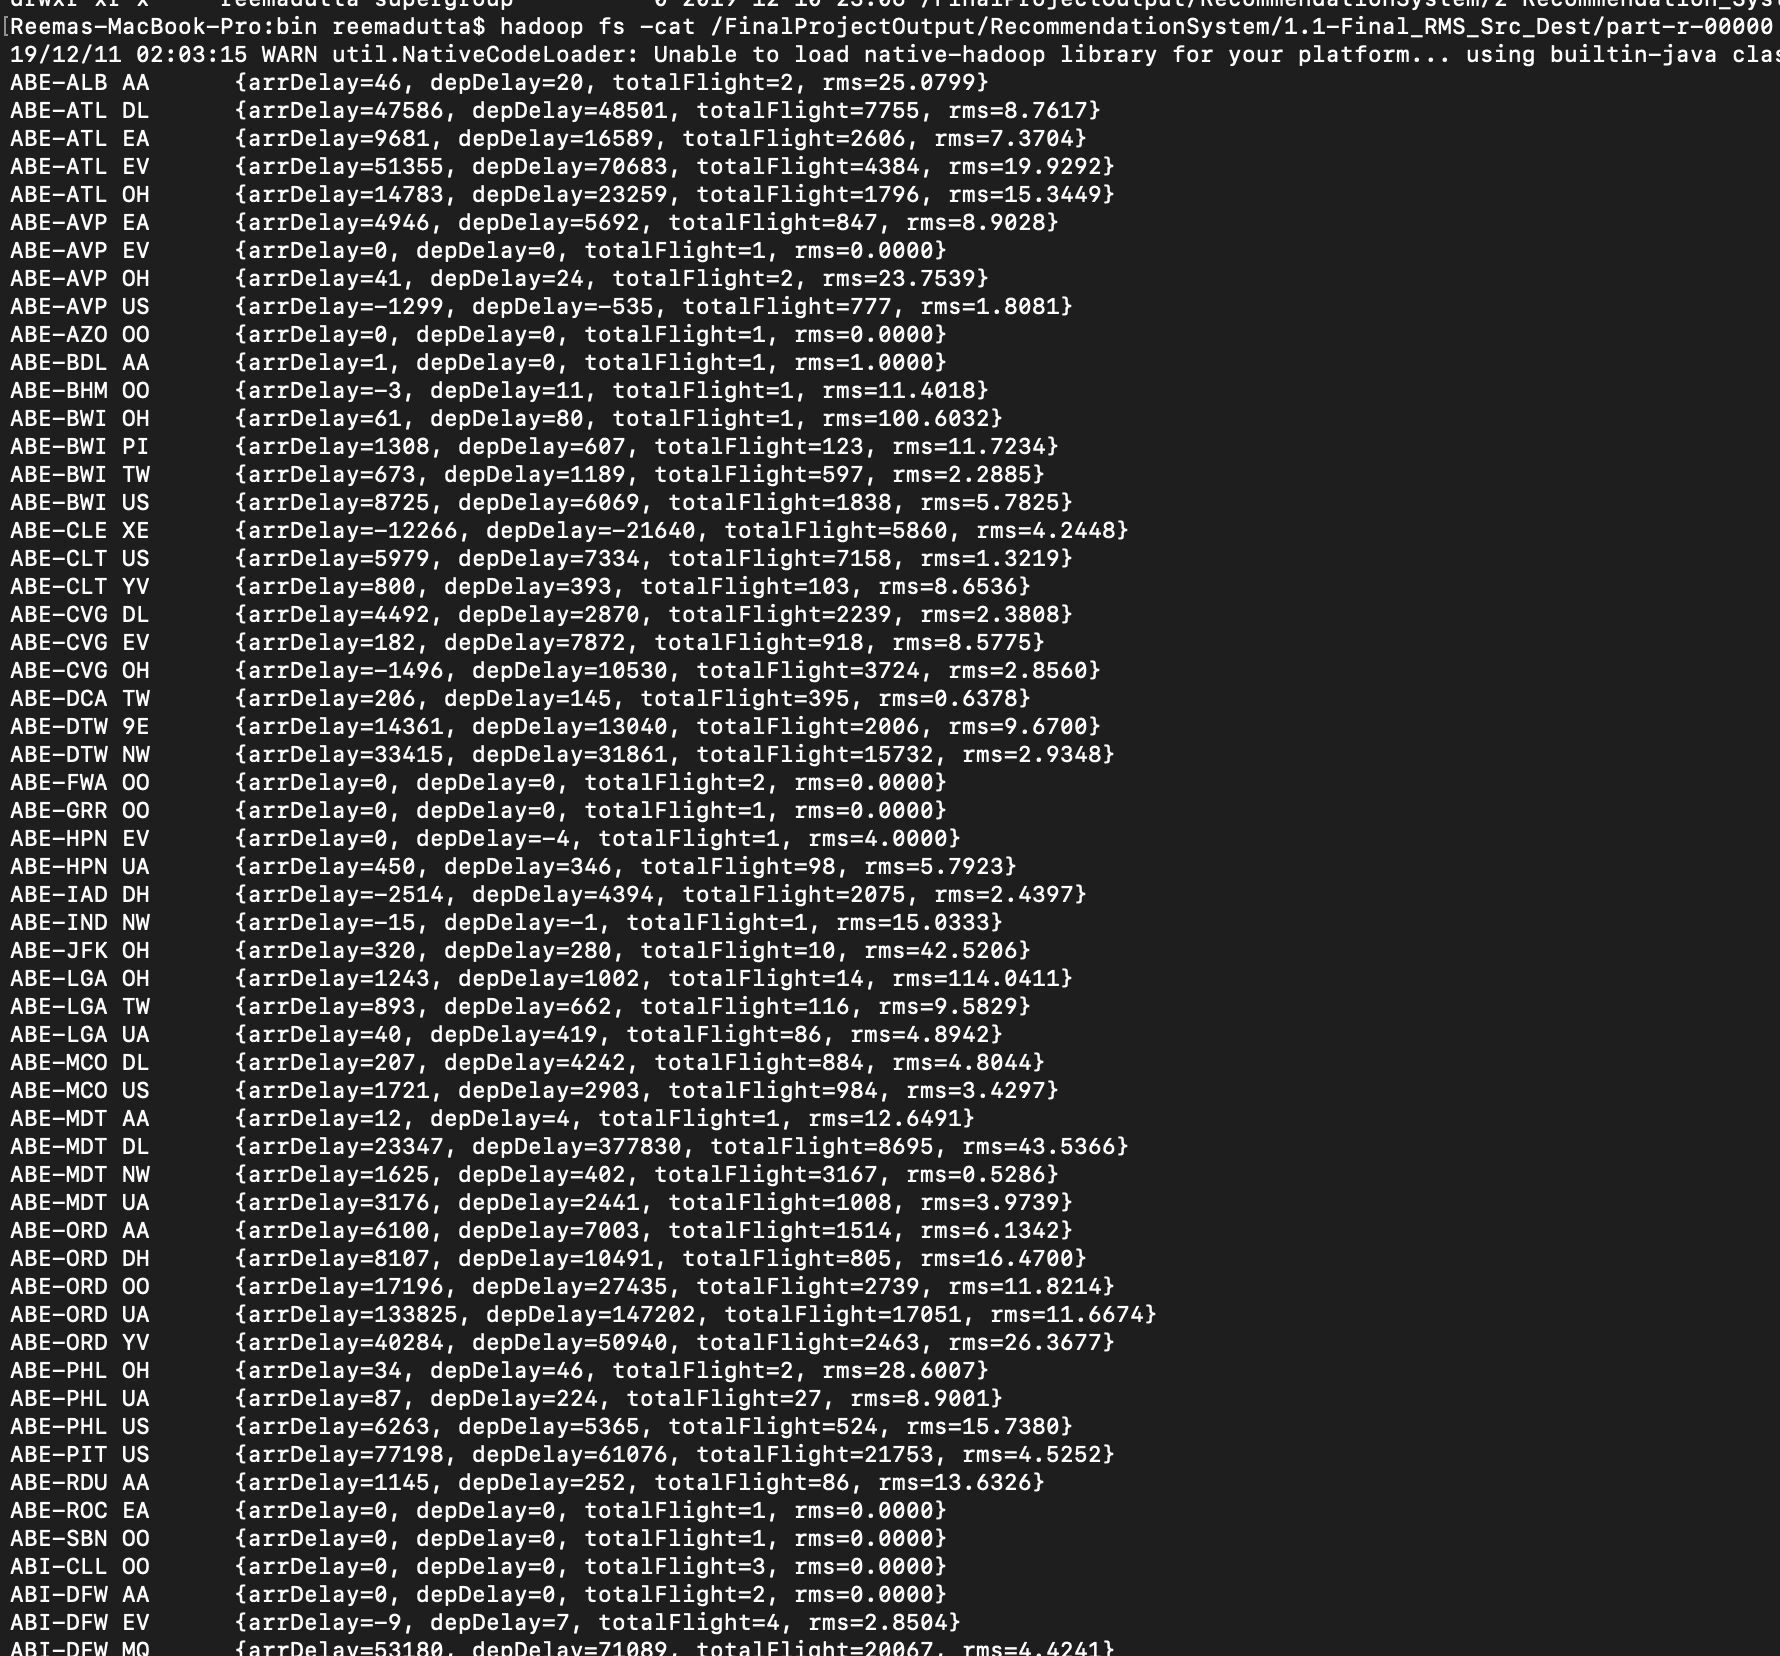 supergroup 0 2019-12-10 23:06
[Reemas-MacBook-Pro:bin reemadutta$ hadoop fs -cat /FinalProjectOutput/RecommendationSystem/1.1-Final_RMS_Src_Dest/part-r-00000
19/12/11 02:03:15 WARN util.NativeCodeLoader: Unable to load native-hadoop library for your platform... using builtin-java clas
ABE-ALB AA {arrDelay=46, depDelay=20, totalFlight=2, rms=25.0799}
ABE-ATL DL {arrDelay=47586, depDelay=48501, totalFlight=7755, rms=8.7617}
ABE-ATL EA {arrDelay=9681, depDelay=16589, totalFlight=2606, rms=7.3704}
ABE-ATL EV {arrDelay=51355, depDelay=70683, totalFlight=4384, rms=19.9292}
ABE-ATL OH {arrDelay=14783, depDelay=23259, totalFlight=1796, rms=15.3449}
ABE-AVP EA {arrDelay=4946, depDelay=5692, totalFlight=847, rms=8.9028}
ABE-AVP EV {arrDelay=0, depDelay=0, totalFlight=1, rms=0.0000}
ABE-AVP OH {arrDelay=41, depDelay=24, totalFlight=2, rms=23.7539}
ABE-AVP US {arrDelay=-1299, depDelay=-535, totalFlight=777, rms=1.8081}
ABE-AZO OO {arrDelay=0, depDelay=0, totalFlight=1, rms=0.0000}
ABE-BDL AA {arrDelay=1, depDelay=0, totalFlight=1, rms=1.0000}
ABE-BHM OO {arrDelay=-3, depDelay=11, totalFlight=1, rms=11.4018}
ABE-BWI OH {arrDelay=61, depDelay=80, totalFlight=1, rms=100.6032}
ABE-BWI PI {arrDelay=1308, depDelay=607, totalFlight=123, rms=11.7234}
ABE-BWI TW {arrDelay=673, depDelay=1189, totalFlight=597, rms=2.2885}
ABE-BWI US {arrDelay=8725, depDelay=6069, totalFlight=1838, rms=5.7825}
ABE-CLE XE {arrDelay=-12266, depDelay=-21640, totalFlight=5860, rms=4.2448}
ABE-CLT US {arrDelay=5979, depDelay=7334, totalFlight=7158, rms=1.3219}
ABE-CLT YV {arrDelay=800, depDelay=393, totalFlight=103, rms=8.6536}
ABE-CVG DL {arrDelay=4492, depDelay=2870, totalFlight=2239, rms=2.3808}
ABE-CVG EV {arrDelay=182, depDelay=7872, totalFlight=918, rms=8.5775}
ABE-CVG OH {arrDelay=-1496, depDelay=10530, totalFlight=3724, rms=2.8560}
ABE-DCA TW {arrDelay=206, depDelay=145, totalFlight=395, rms=0.6378}
ABE-DTW 9E {arrDelay=14361, depDelay=13040, totalFlight=2006, rms=9.6700}
ABE-DTW NW {arrDelay=33415, depDelay=31861, totalFlight=15732, rms=2.9348}
ABE-FWA OO {arrDelay=0, depDelay=0, totalFlight=2, rms=0.0000}
ABE-GRR OO {arrDelay=0, depDelay=0, totalFlight=1, rms=0.0000}
ABE-HPN EV {arrDelay=0, depDelay=-4, totalFlight=1, rms=4.0000}
ABE-HPN UA {arrDelay=450, depDelay=346, totalFlight=98, rms=5.7923}
ABE-IAD DH {arrDelay=-2514, depDelay=4394, totalFlight=2075, rms=2.4397}
ABE-IND NW {arrDelay=-15, depDelay=-1, totalFlight=1, rms=15.0333}
ABE-JFK OH {arrDelay=320, depDelay=280, totalFlight=10, rms=42.5206}
ABE-LGA OH {arrDelay=1243, depDelay=1002, totalFlight=14, rms=114.0411}
ABE-LGA TW {arrDelay=893, depDelay=662, totalFlight=116, rms=9.5829}
ABE-LGA UA {arrDelay=40, depDelay=419, totalFlight=86, rms=4.8942}
ABE-MCO DL {arrDelay=207, depDelay=4242, totalFlight=884, rms=4.8044}
ABE-MCO US {arrDelay=1721, depDelay=2903, totalFlight=984, rms=3.4297}
ABE-MDT AA {arrDelay=12, depDelay=4, totalFlight=1, rms=12.6491}
ABE-MDT DL {arrDelay=23347, depDelay=377830, totalFlight=8695, rms=43.5366}
ABE-MDT NW {arrDelay=1625, depDelay=402, totalFlight=3167, rms=0.5286}
ABE-MDT UA {arrDelay=3176, depDelay=2441, totalFlight=1008, rms=3.9739}
ABE-ORD AA {arrDelay=6100, depDelay=7003, totalFlight=1514, rms=6.1342}
ABE-ORD DH {arrDelay=8107, depDelay=10491, totalFlight=805, rms=16.4700}
ABE-ORD OO {arrDelay=17196, depDelay=27435, totalFlight=2739, rms=11.8214}
ABE-ORD UA {arrDelay=133825, depDelay=147202, totalFlight=17051, rms=11.6674}
ABE-ORD YV {arrDelay=40284, depDelay=50940, totalFlight=2463, rms=26.3677}
ABE-PHL OH {arrDelay=34, depDelay=46, totalFlight=2, rms=28.6007}
ABE-PHL UA {arrDelay=87, depDelay=224, totalFlight=27, rms=8.9001}
ABE-PHL US {arrDelay=6263, depDelay=5365, totalFlight=524, rms=15.7380}
ABE-PIT US {arrDelay=77198, depDelay=61076, totalFlight=21753, rms=4.5252}
ABE-RDU AA {arrDelay=1145, depDelay=252, totalFlight=86, rms=13.6326}
ABE-ROC EA {arrDelay=0, depDelay=0, totalFlight=1, rms=0.0000}
ABE-SBN OO {arrDelay=0, depDelay=0, totalFlight=1, rms=0.0000}
ABI-CLL OO {arrDelay=0, depDelay=0, totalFlight=3, rms=0.0000}
ABI-DFW AA {arrDelay=0, depDelay=0, totalFlight=2, rms=0.0000}
ABI-DFW EV {arrDelay=-9, depDelay=7, totalFlight=4, rms=2.8504}
ABI-DFW MQ {arrDelay=53180, depDelay=71089, totalFlight=20067, rms=4.4241}